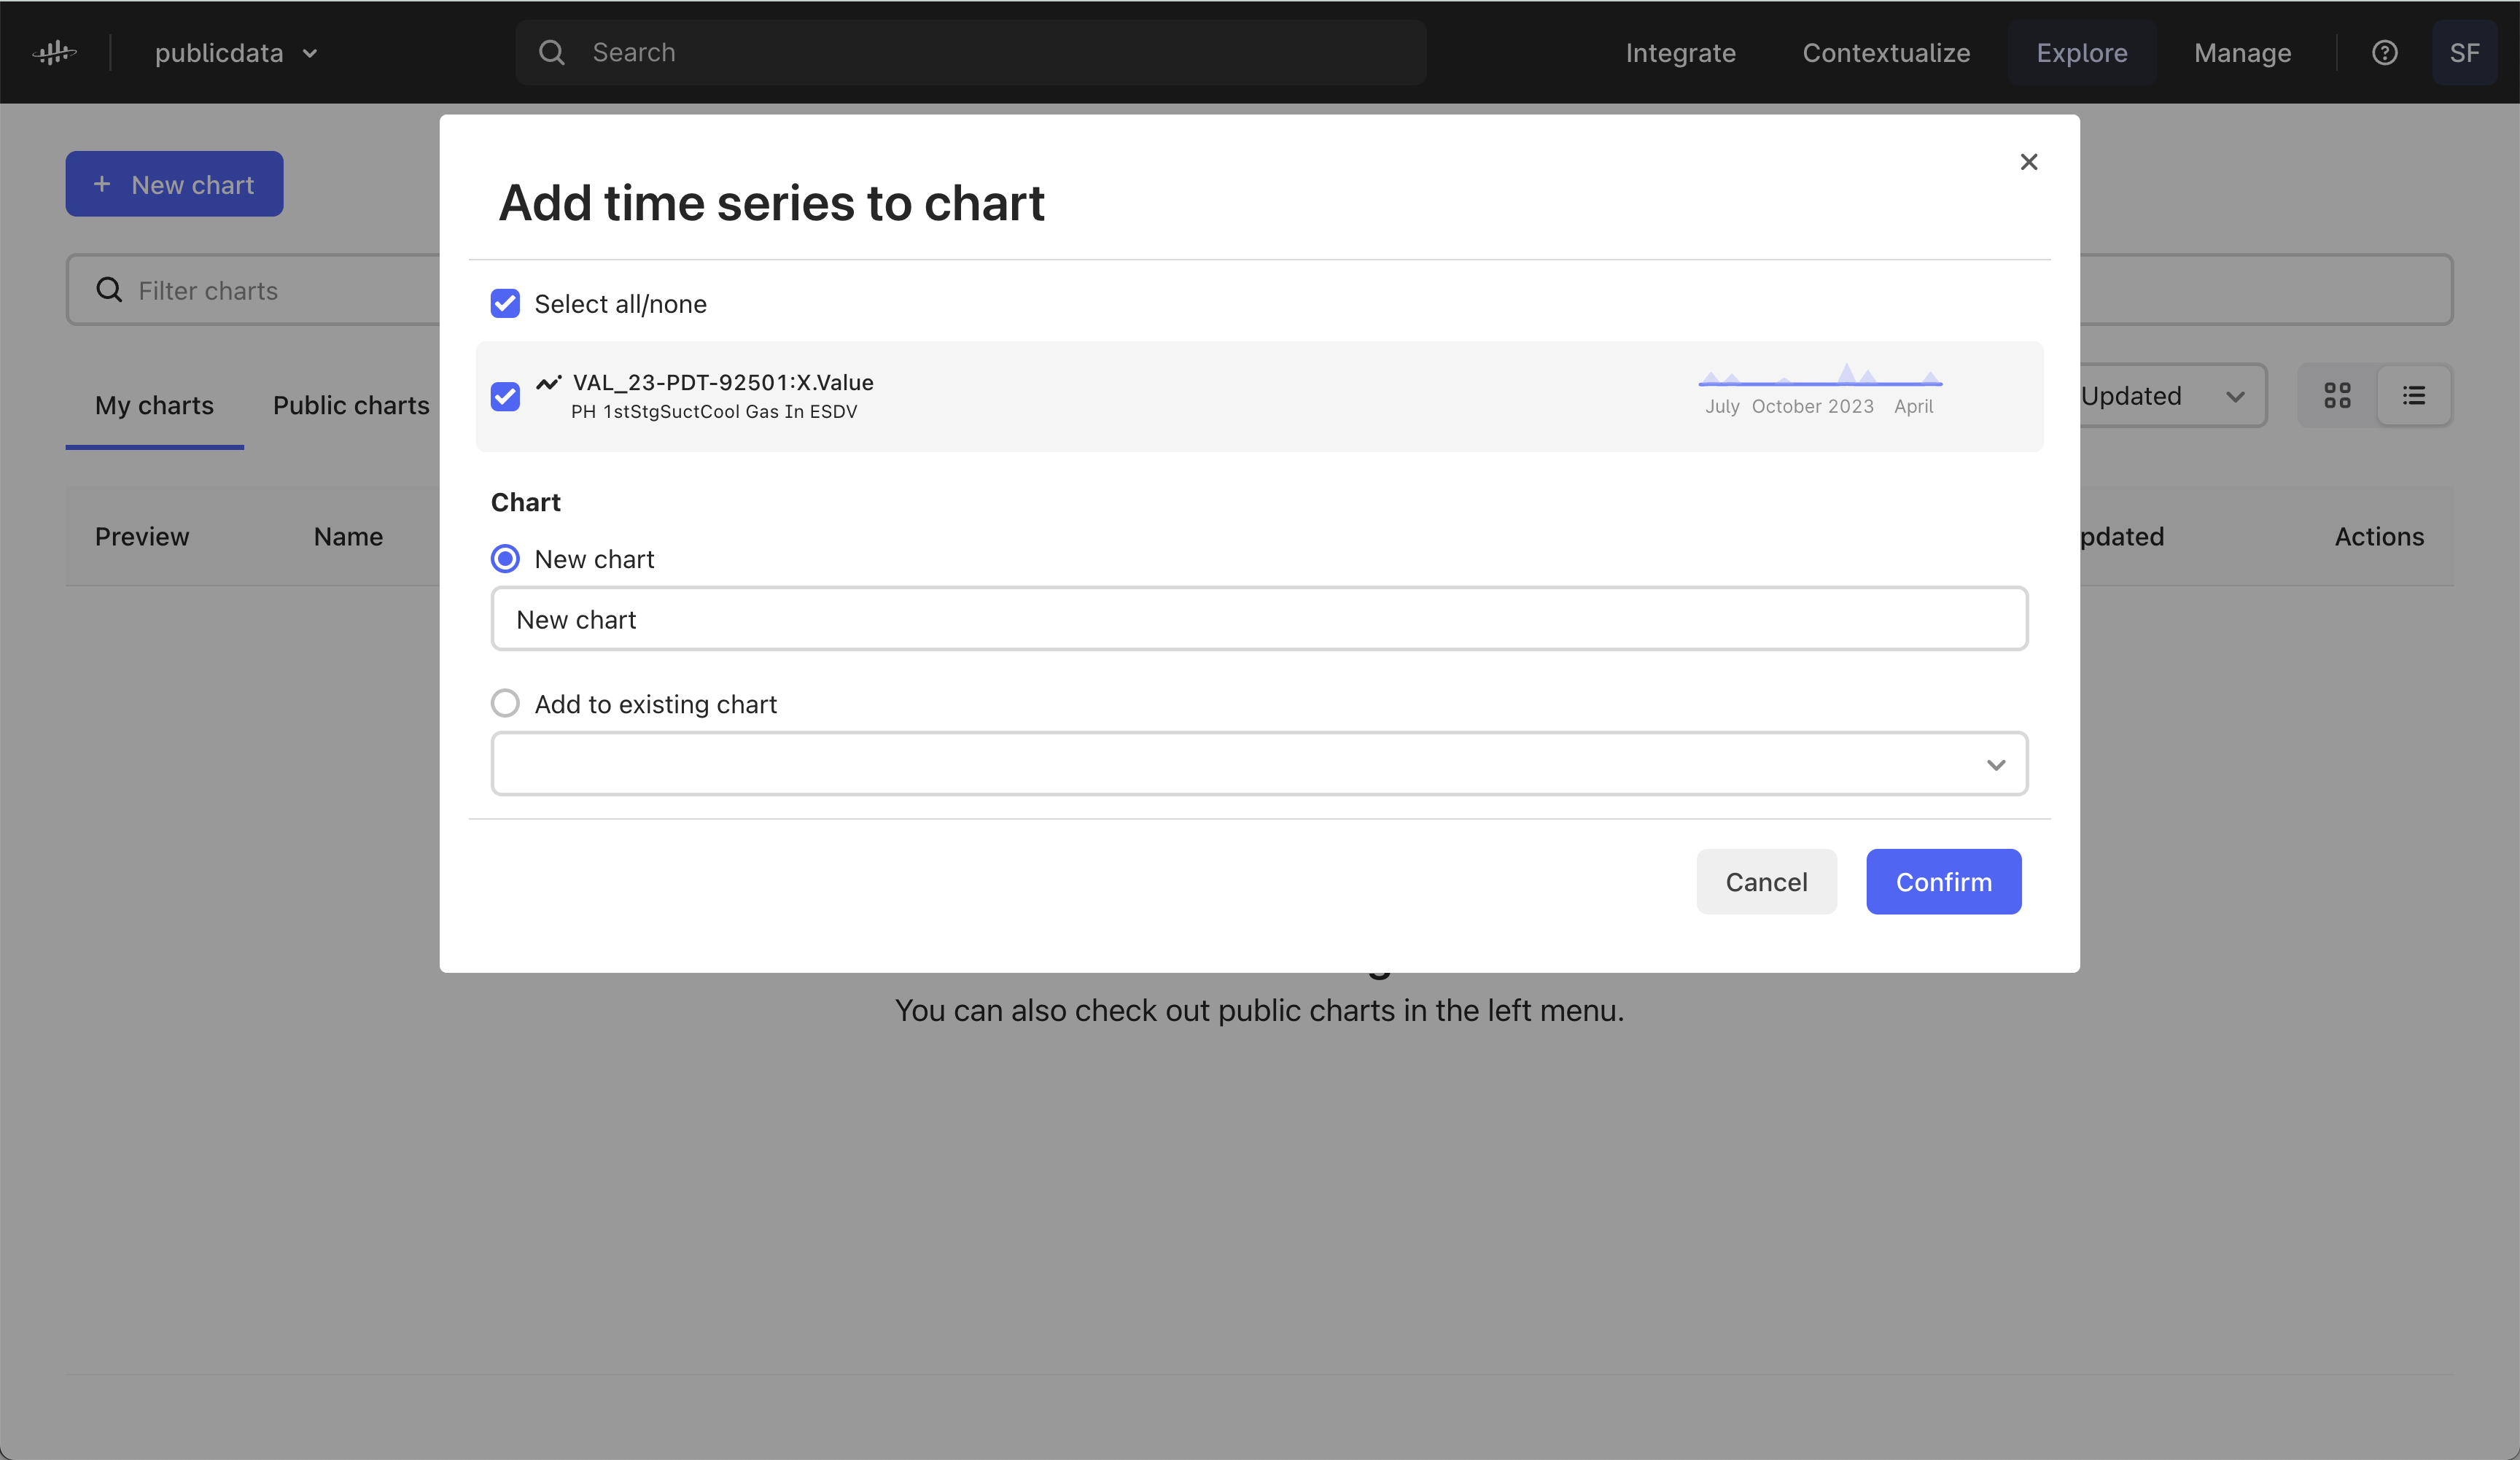 publicdata
Search
Integrate
Contextualize
Explore
Manage
SF
New chart
Add time series to chart
Filter charts
Select all/none
VAL_23-PDT-92501:X.Value
PH 1stStgSuctCool Gas In ESDV
July October 2023 April
My charts
Public charts
Updated
Chart
Preview
Name
Actions
New chart
New chart
Add to existing chart
Cancel
Confirm
You can also check out public charts in the left menu.